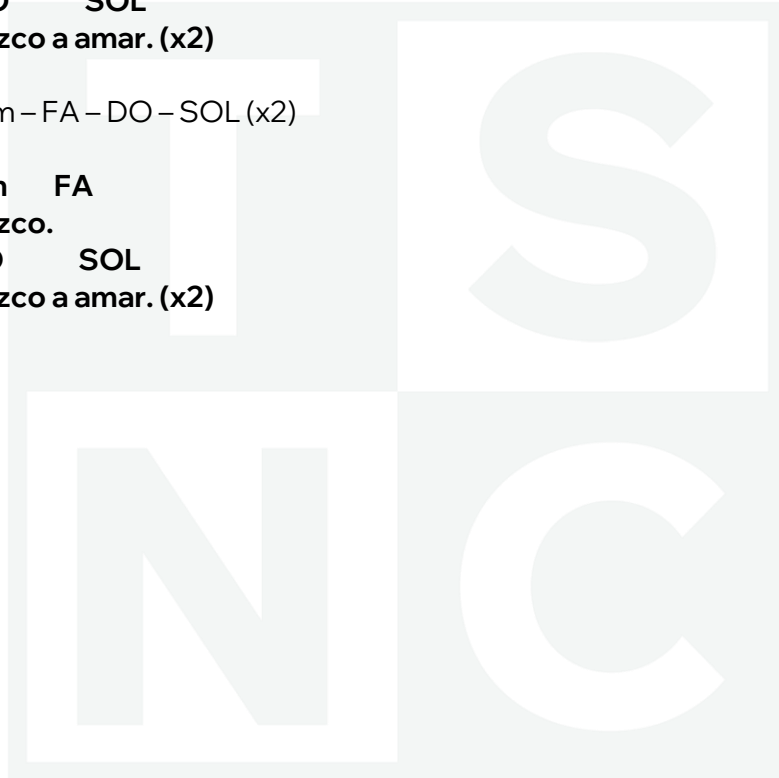 SOL
zco a amar. (x2)
m – FA – DO – SOL (x2)
FA
zco.
SOL
zco a amar. (x2)
T S
N C